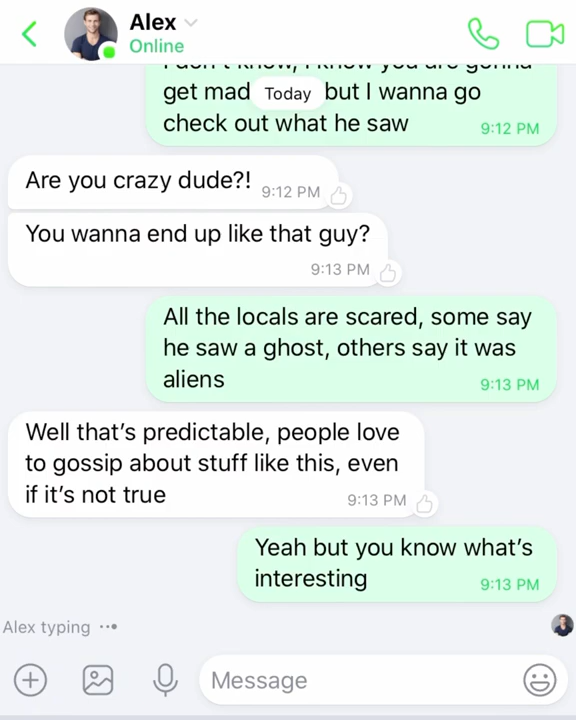 Alex
Online
get mad but I wanna go
Today
check out what he saw
9:12 PM
Are you crazy dude?!
9:12 PM
You wanna end up like that guy?
9:13 PM
All the locals are scared, some say
he saw a ghost, others say it was
aliens
9:13 PM
Well that’s predictable, people love
to gossip about stuff like this, even
if it’s not true
9:13 PM
Yeah but you know what’s
interesting
9:13 PM
Alex typing
Message